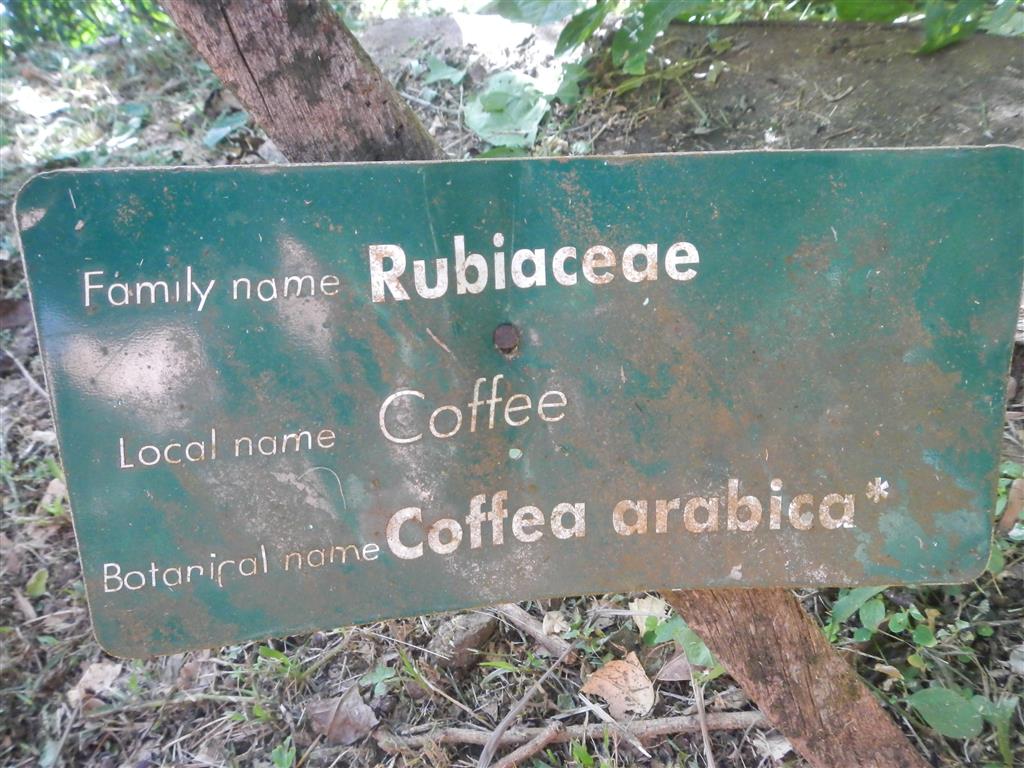 Family name Rubiaceae
Local name Coffee
Botanical name Coffea arabica*